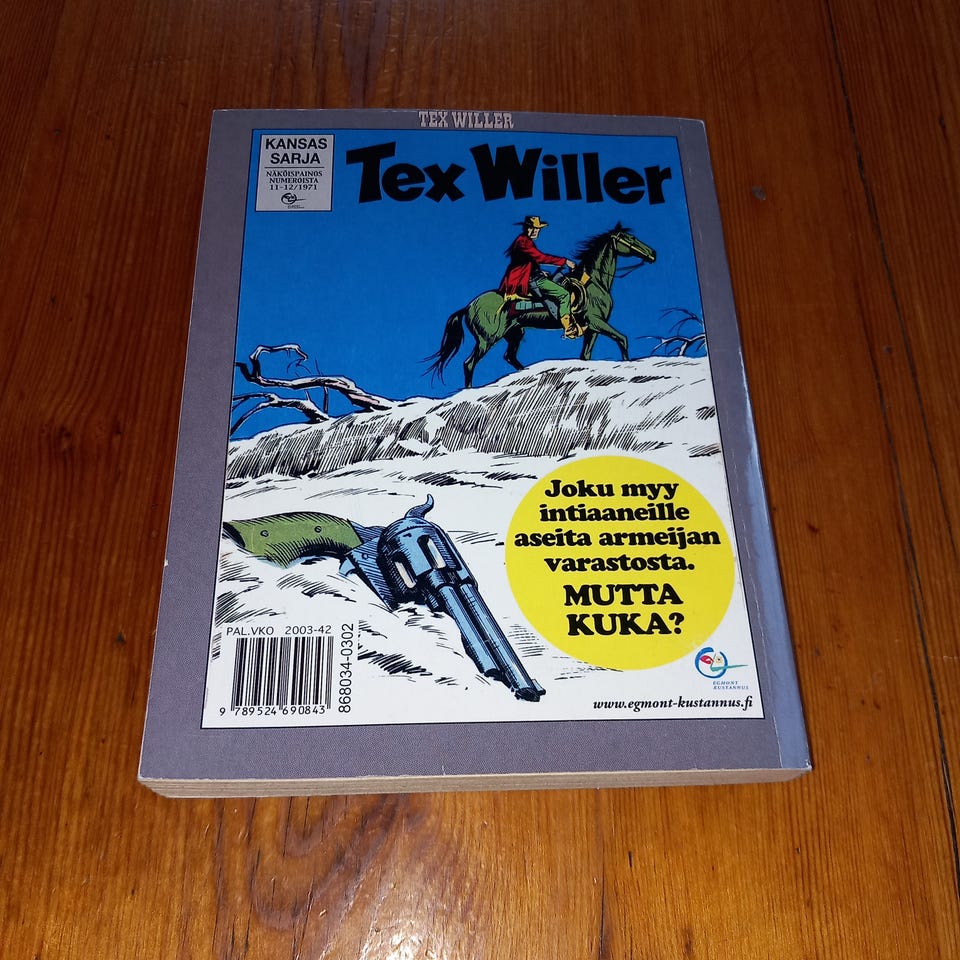 TEX WILLER
KANSAS
SARJA
NÄKÖISPAINOS
NUMEROISTA
11-12/1971
Tex Willer
Joku myy
intiaaneille
aseita armeijan
varastosta.
MUTTA
KUKA?
PAL.VKO 2003-42
868034-0302
9 789524 690843
EGMONT
KUSTANNUS
www.egmont-kustannus.fi